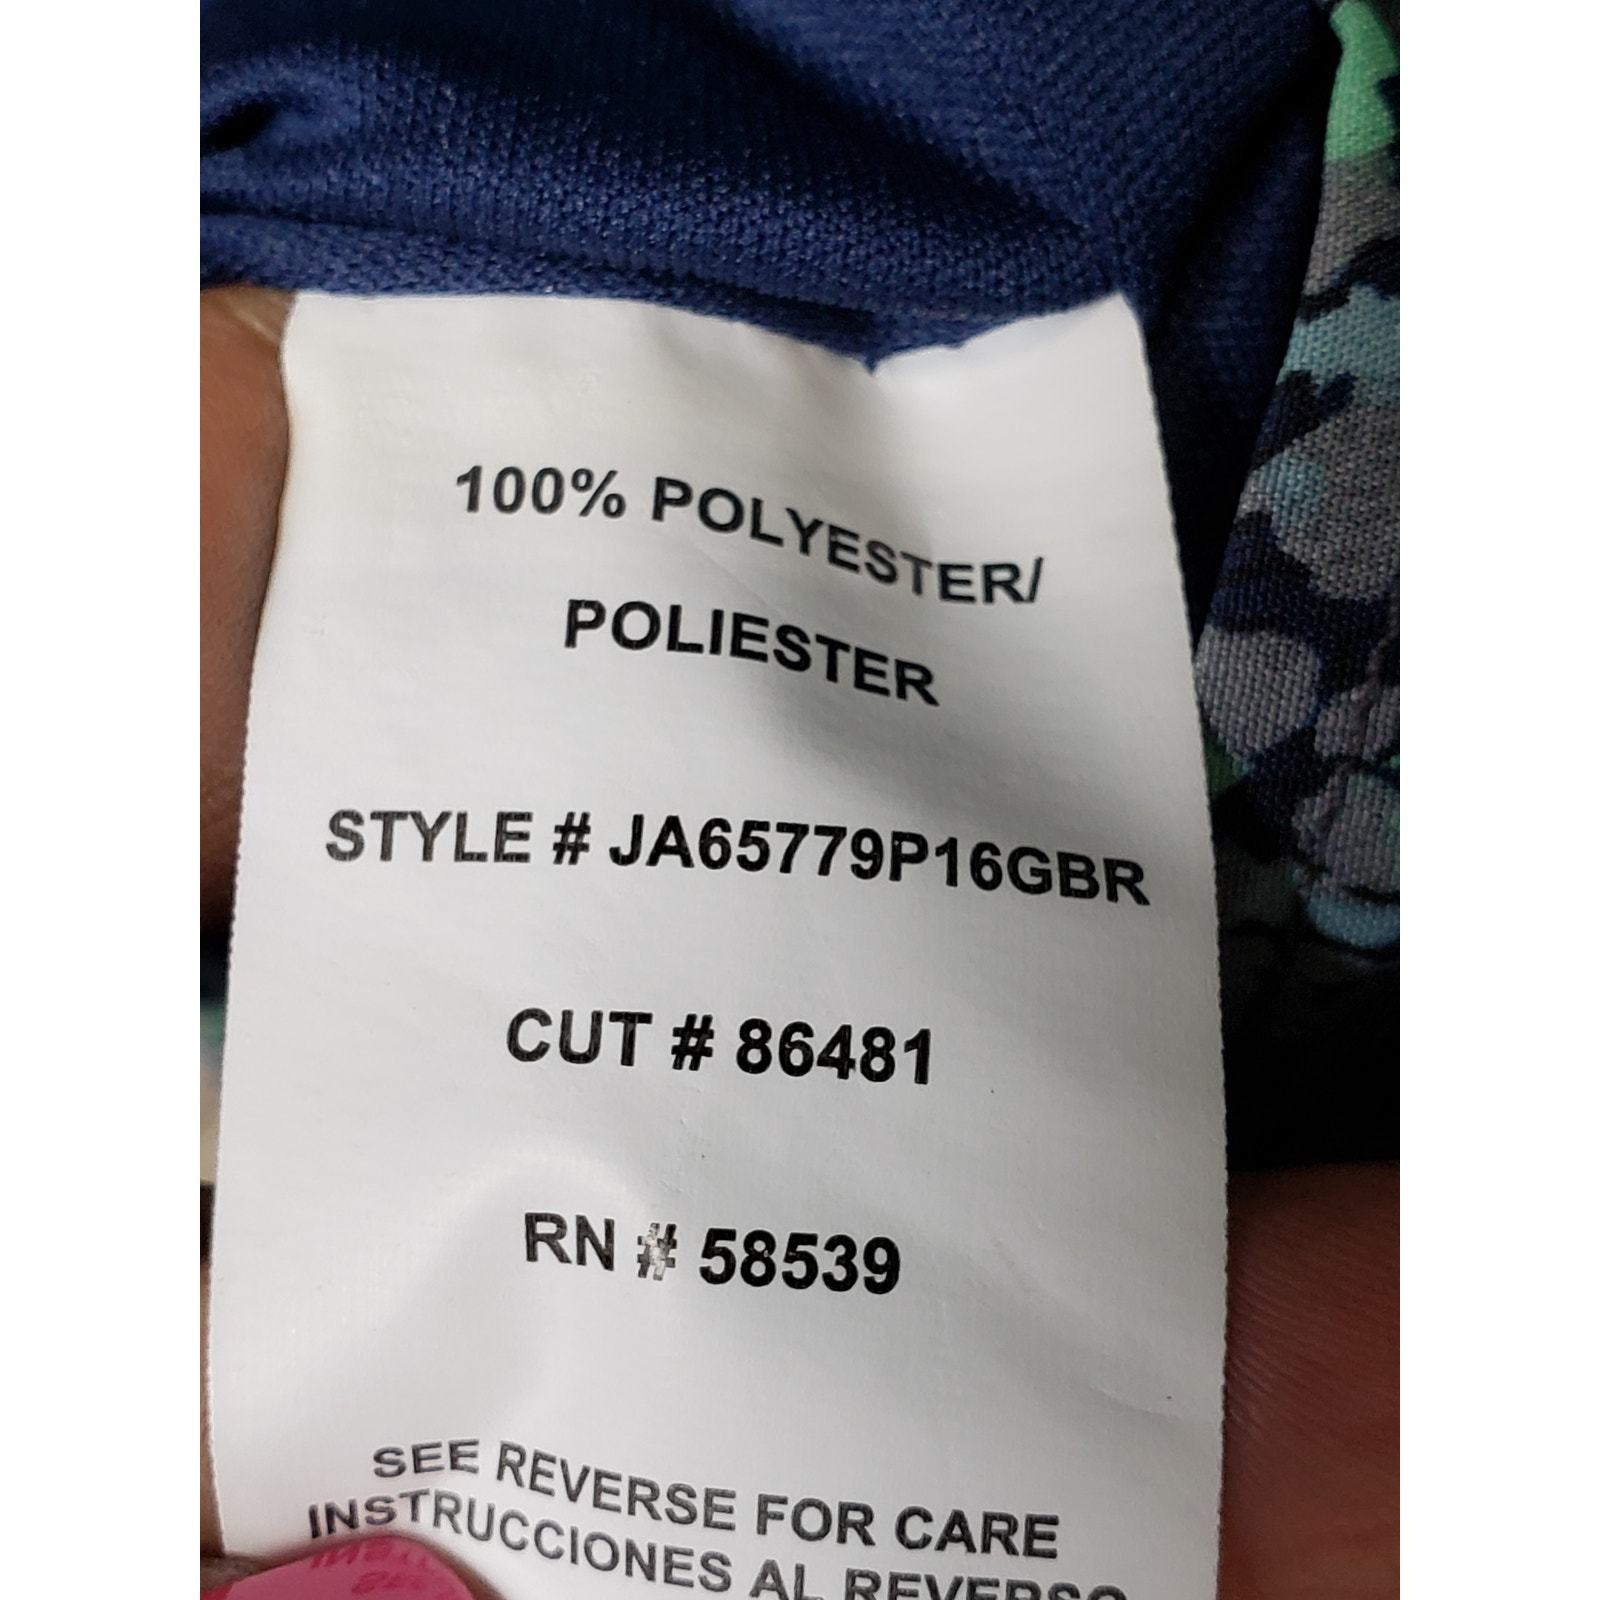 100% POLYESTER/
POLIESTER
STYLE # JA65779P16GBR
CUT # 86481
RN # 58539
SEE REVERSE FOR CARE
INSTRUCCIONES AL REVERSO